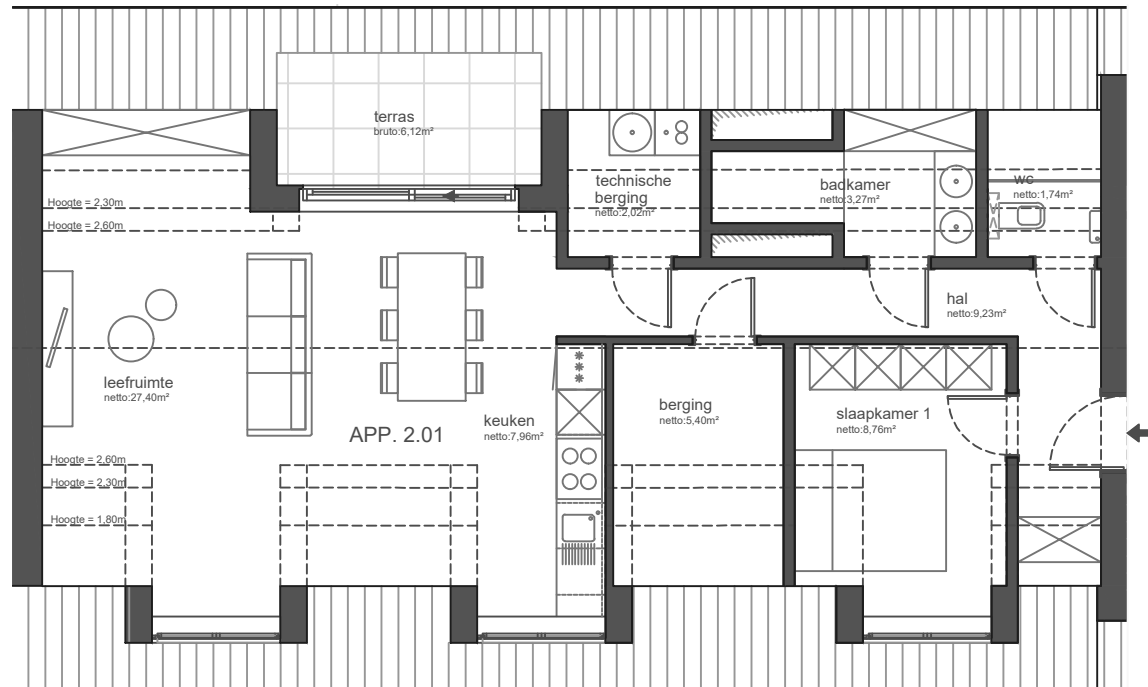 terras
bruto:6,12m²
technische
berging
netto:2,02m²
badkamer
netto:3,27m²
wc
netto:1,74m²
Hoogte = 2,30m
Hoogte = 2,60m
hal
netto:9,23m²
leefruimte
netto:27,40m²
keuken
netto:7,96m²
APP. 2.01
berging
netto:5,40m²
slaapkamer 1
netto:8,76m²
Hoogte = 2,60m
Hoogte = 2,30m
Hoogte = 1,80m